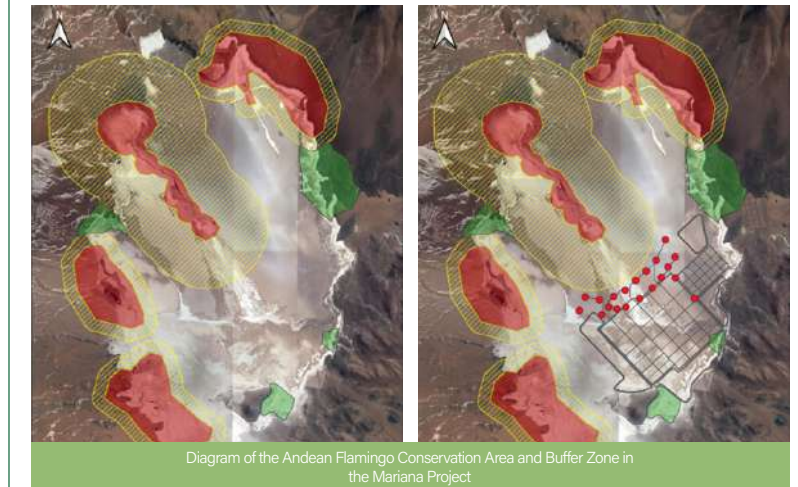 Diagram of the Andean Flamingo Conservation Area and Buffer Zone in
the Mariana Project